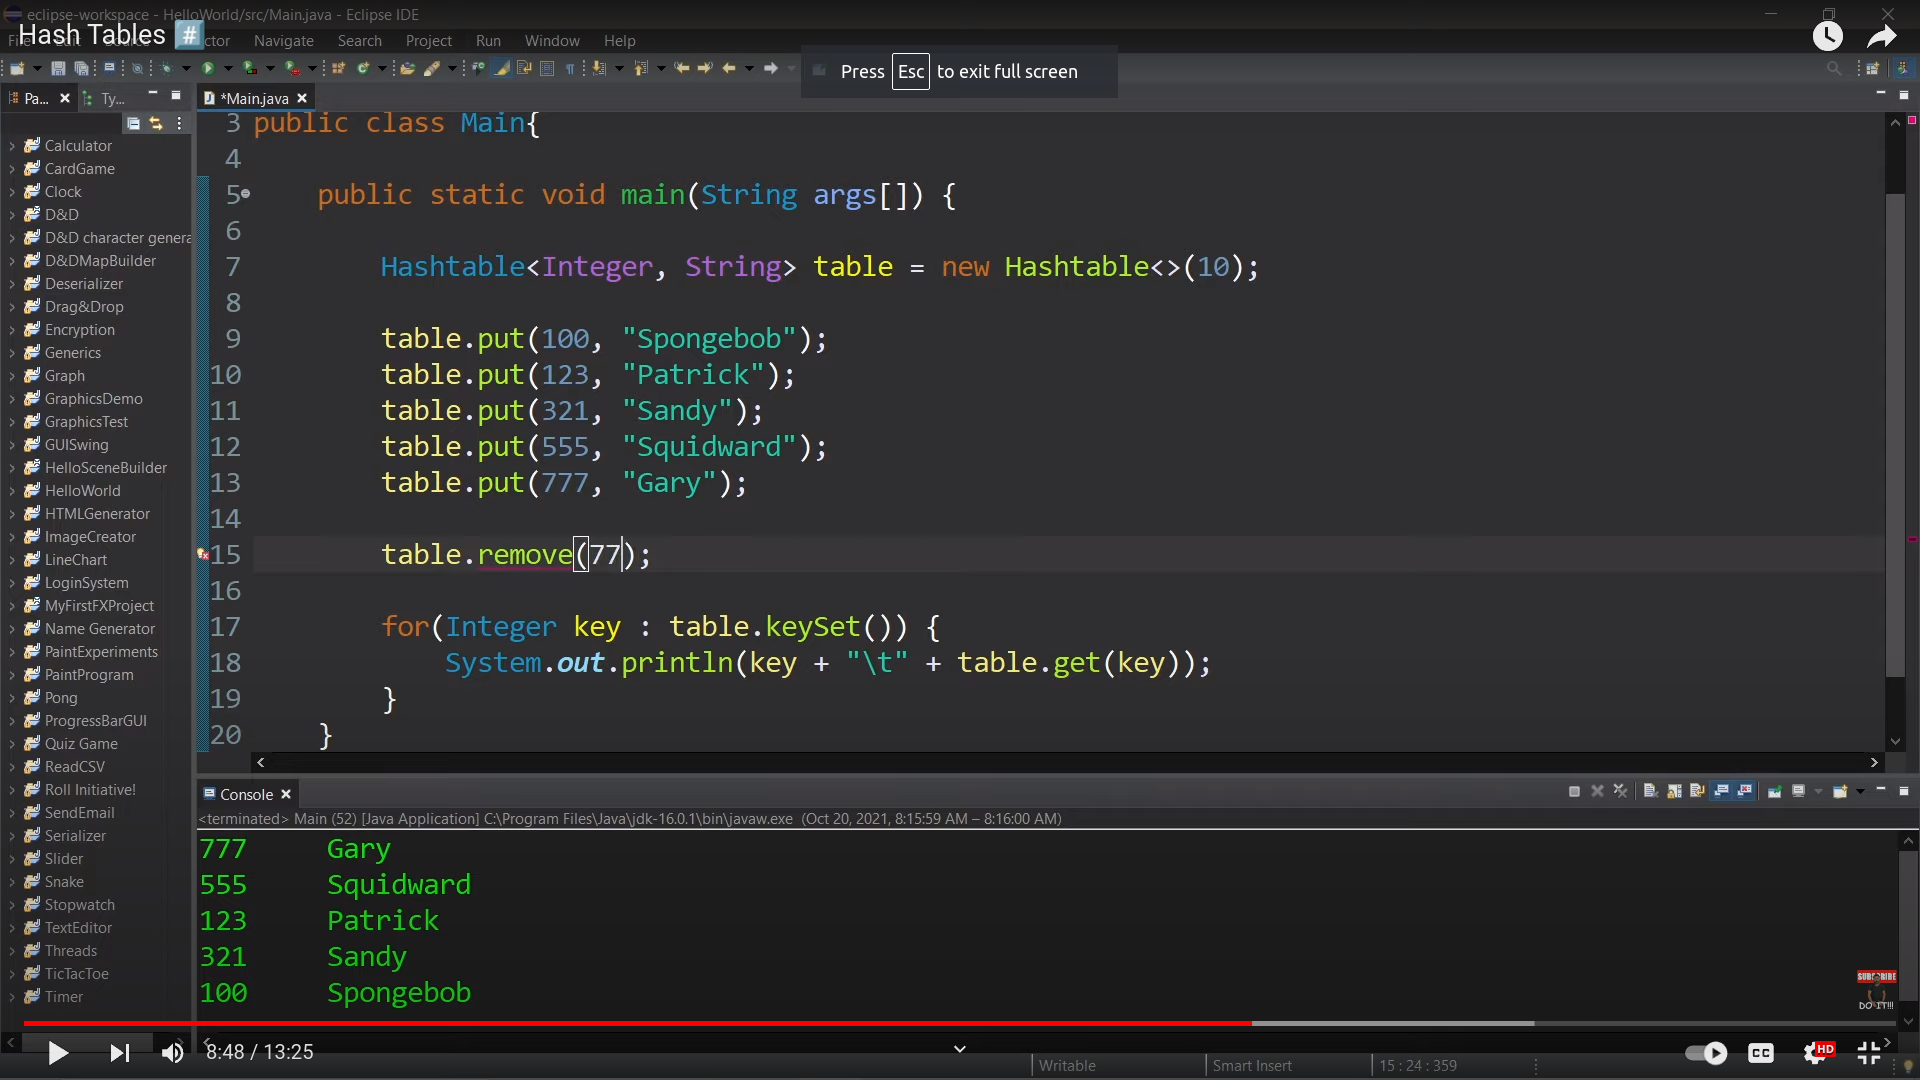 eclipse-workspace - HelloWorld/src/Main.java - Eclipse IDE
Hash Tables #
Navigate Search Project Run Window Help
Press Esc to exit full screen
Pa... Ty... *Main.java
Calculator
CardGame
Clock
D&D
D&D character genera
D&DMapBuilder
Deserializer
Drag&Drop
Encryption
Generics
Graph
GraphicsDemo
GraphicsTest
GUISwing
HelloSceneBuilder
HelloWorld
HTMLGenerator
ImageCreator
LineChart
LoginSystem
MyFirstFXProject
Name Generator
PaintExperiments
PaintProgram
Pong
ProgressBarGUI
Quiz Game
ReadCSV
Roll Initiative!
SendEmail
Serializer
Slider
Snake
Stopwatch
TextEditor
Threads
TicTacToe
Timer
3 public class Main{
4
5 public static void main(String args[]) {
6
7 Hashtable<Integer, String> table = new Hashtable<>(10);
8
9 table.put(100, "Spongebob");
10 table.put(123, "Patrick");
11 table.put(321, "Sandy");
12 table.put(555, "Squidward");
13 table.put(777, "Gary");
14
15 table.remove(77);
16
17 for(Integer key : table.keySet()) {
18 System.out.println(key + "\t" + table.get(key));
19 }
20 }
Console
<terminated> Main (52) [Java Application] C:\Program Files\Java\jdk-16.0.1\bin\javaw.exe (Oct 20, 2021, 8:15:59 AM – 8:16:00 AM)
777 Gary
555 Squidward
123 Patrick
321 Sandy
100 Spongebob
SUBSCRIBE
DO IT!!!
8:48 / 13:25
CC HD
Writable Smart Insert 15 : 24 : 359